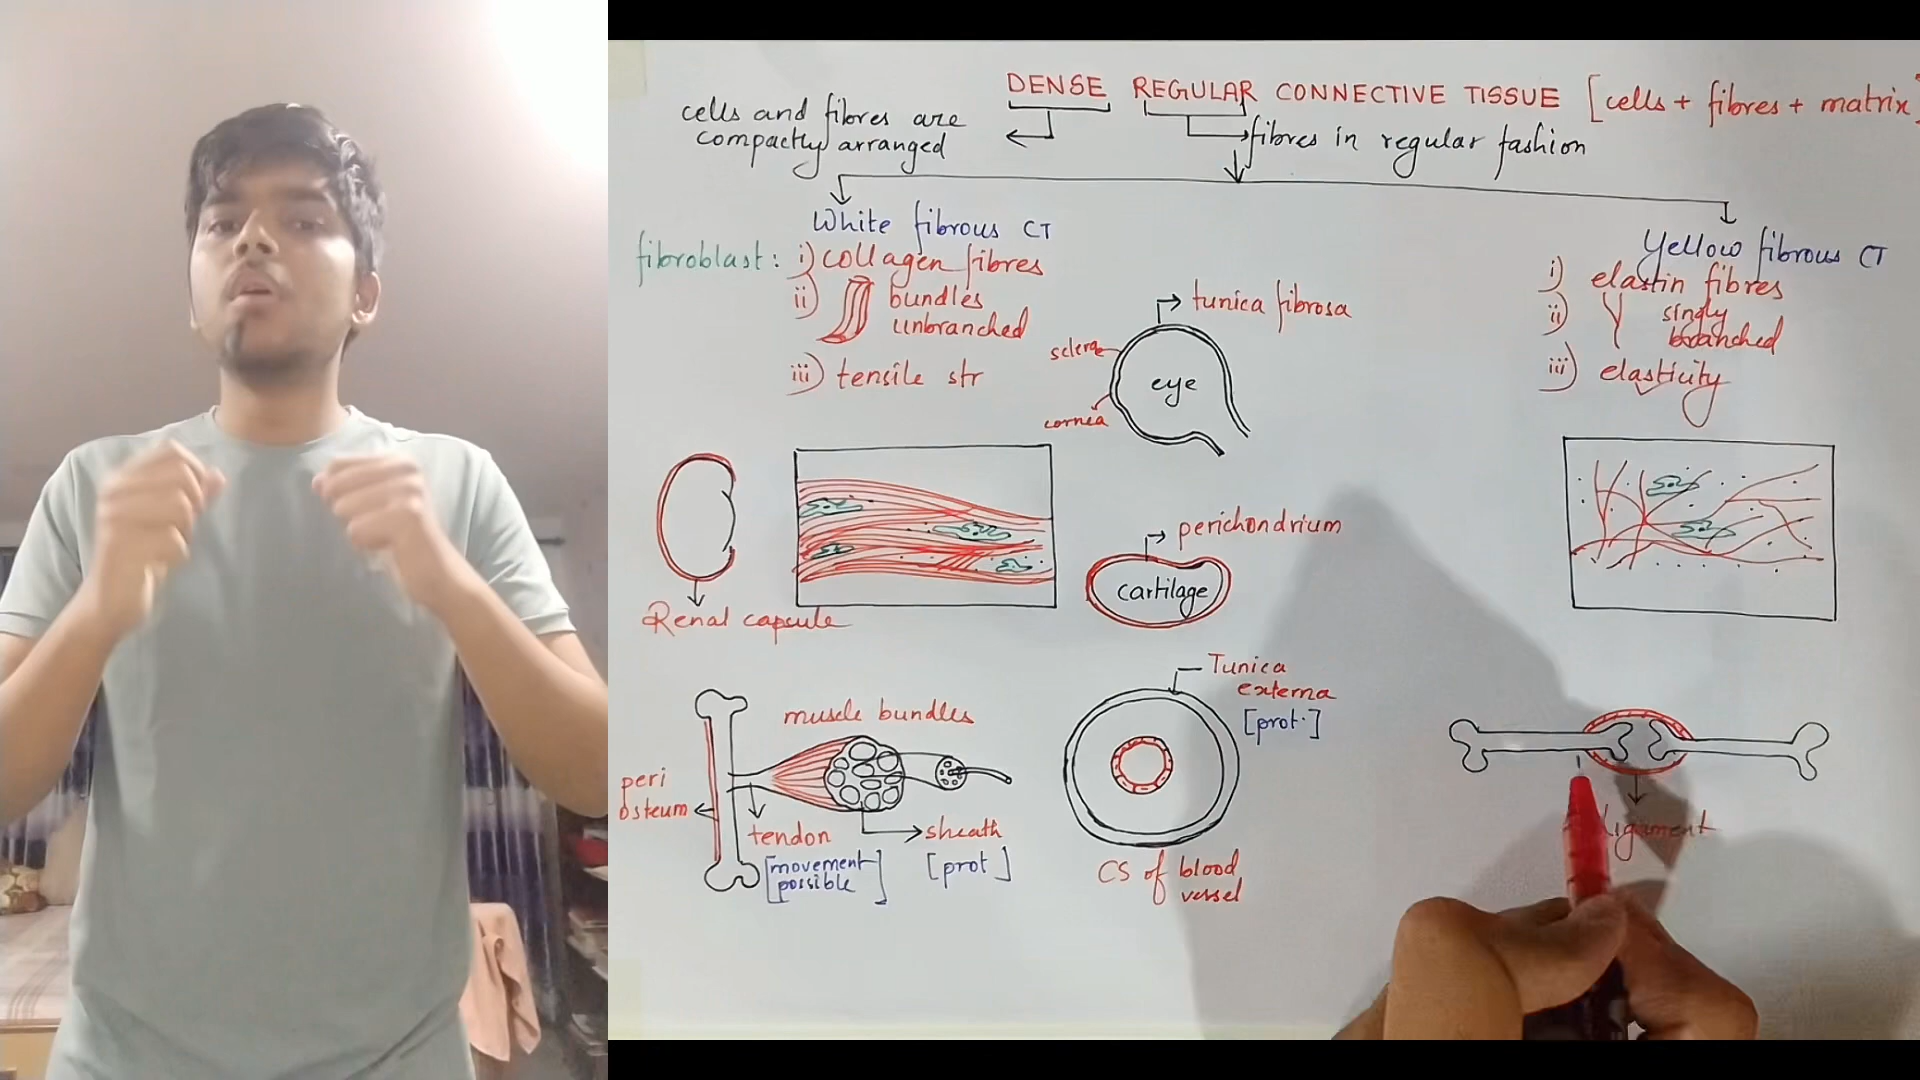 DENSE REGULAR CONNECTIVE TISSUE [cells + fibres + matrix]
cells and fibres are
compactly arranged
fibres in regular fashion
White fibrous CT
fibroblast: i) collagen fibres
ii) bundles
unbranched
iii) tensile str
tunica fibrosa
sclera
eye
cornea
Yellow fibrous CT
i) elastin fibres
ii) singly
branched
iii) elasticity
Renal capsule
perichondrium
cartilage
muscle bundles
peri
osteum
tendon
[movement
possible]
sheath
[prot]
Tunica
externa
[prot.]
CS of blood
vessel
ligament